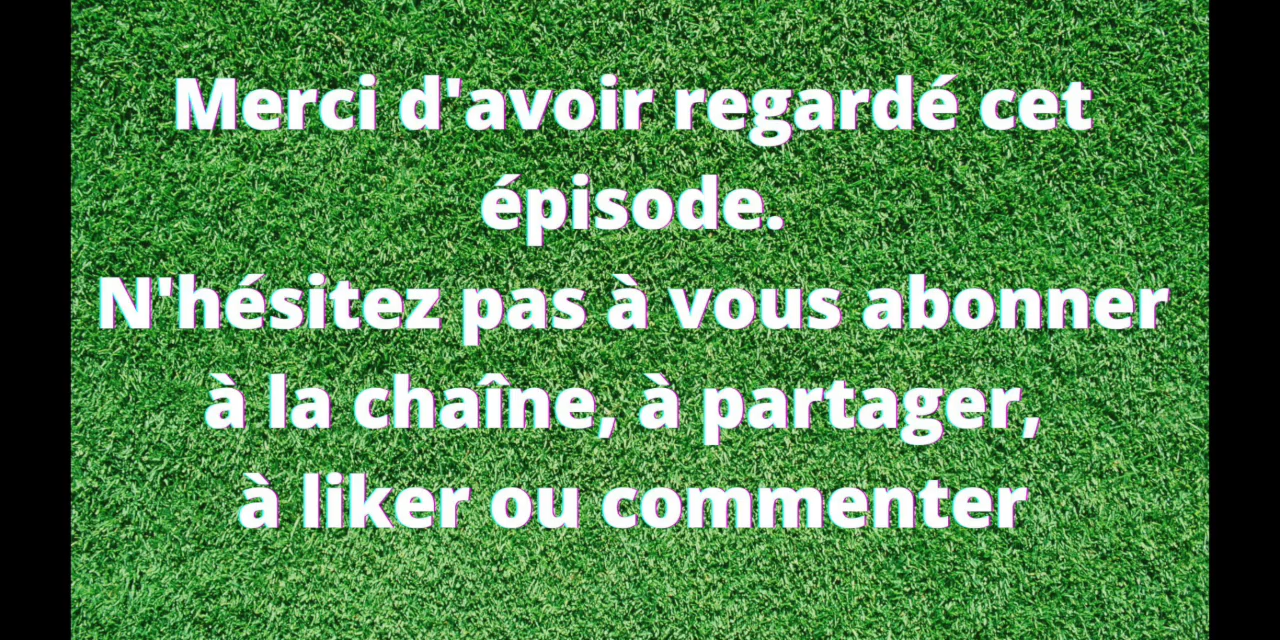 Merci d'avoir regardé cet
épisode.
N'hésitez pas à vous abonner
à la chaîne, à partager,
à liker ou commenter